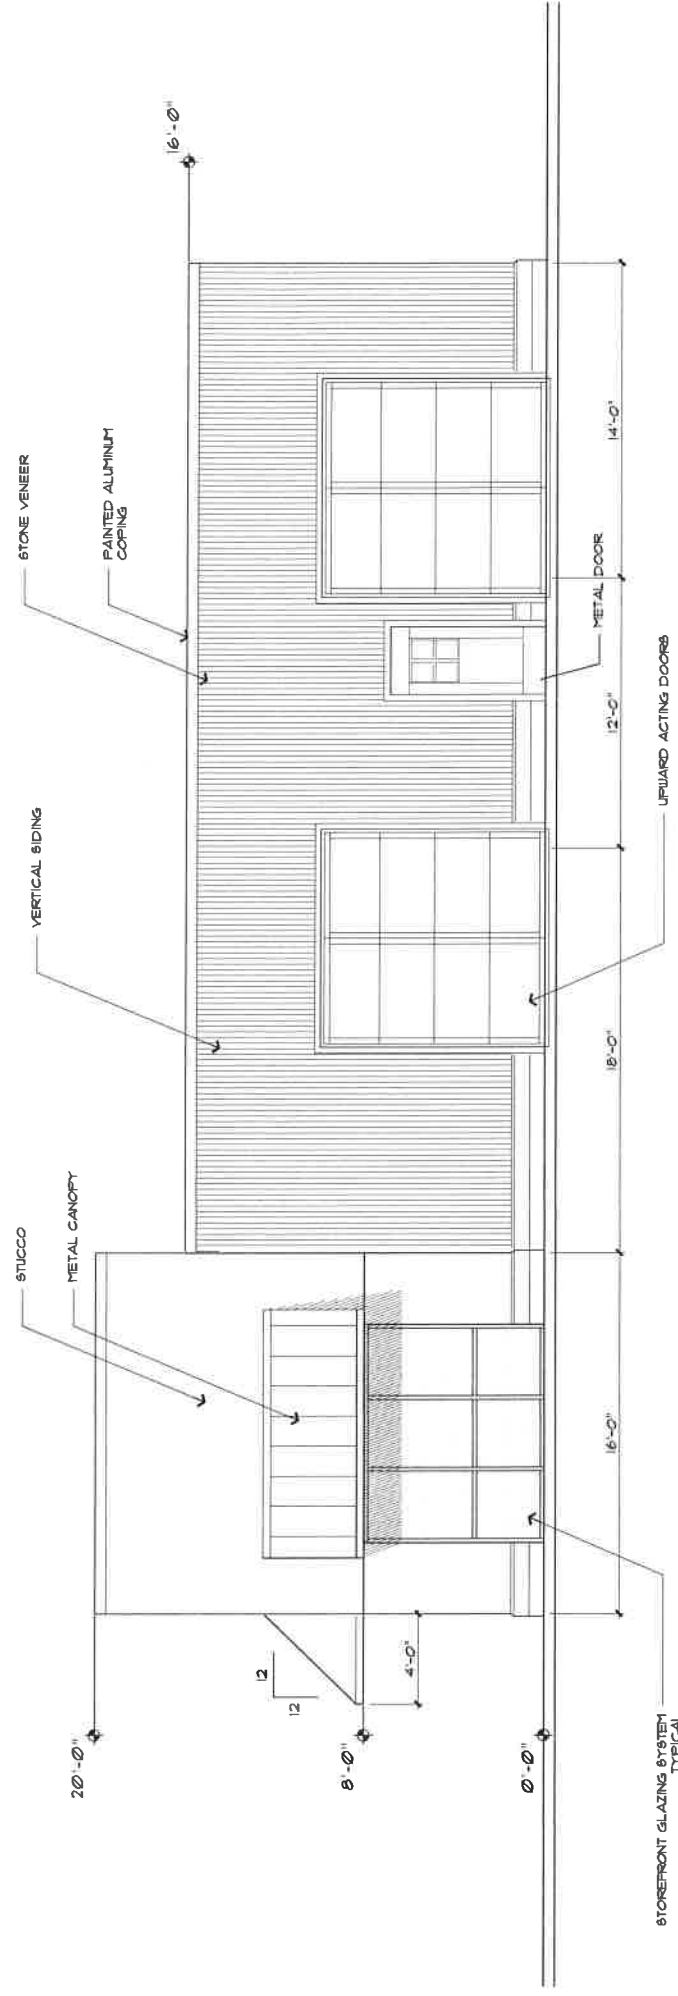 STUCCO
METAL CANOPY
VERTICAL SIDING
STONE VENEER
PAINTED ALUMINUM
COPING
20'-0"
16'-0"
12
12
8'-0"
4'-0"
0'-0"
METAL DOOR
16'-0"
18'-0"
12'-0"
14'-0"
STOREFRONT GLAZING SYSTEM
TYPICAL
UPWARD ACTING DOORS